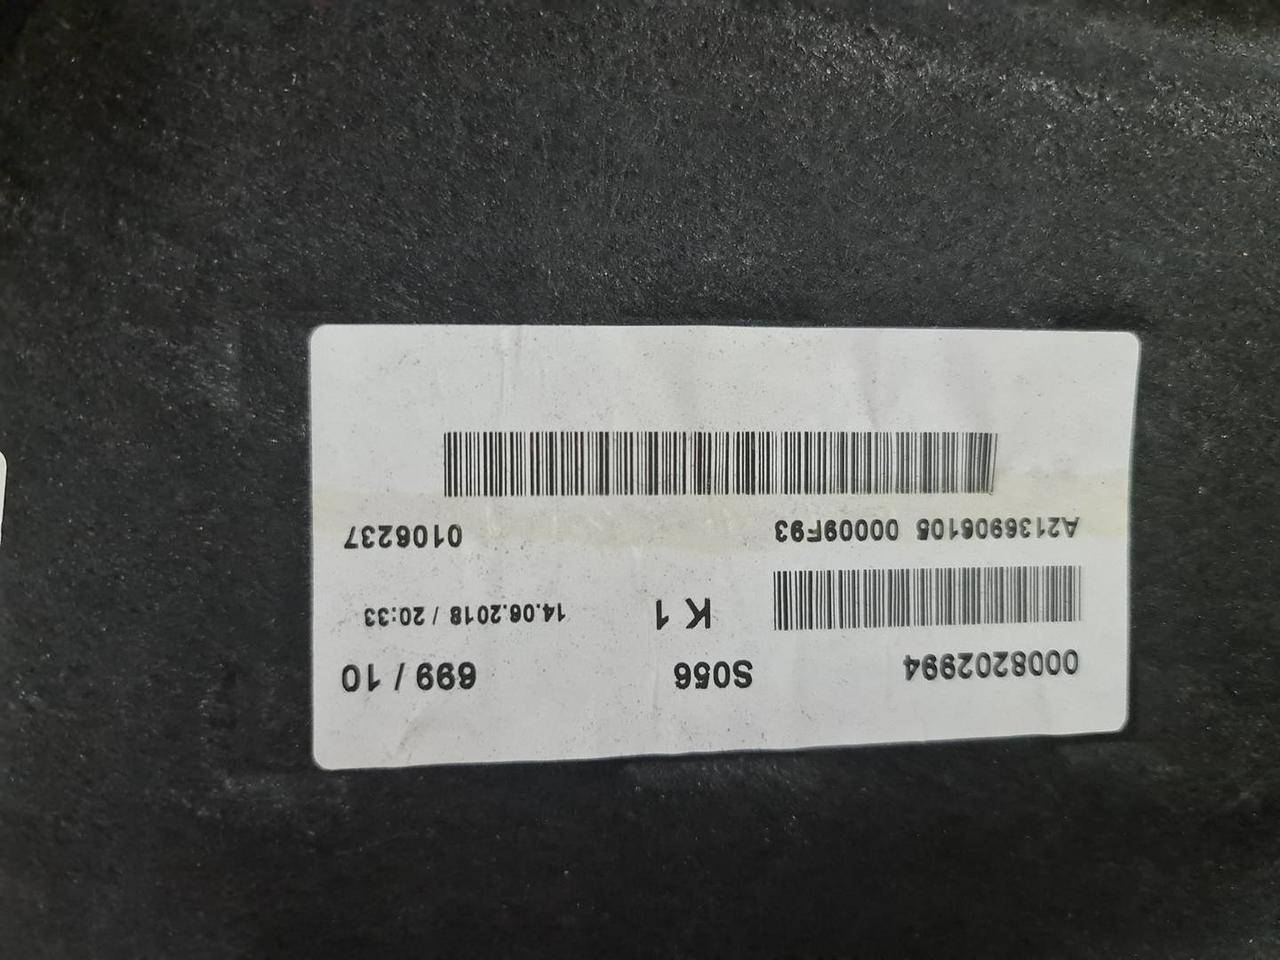 0008202994 S056 699 / 10
K 1 14.06.2018 / 20:33
A2136906105 00009F93 0106237